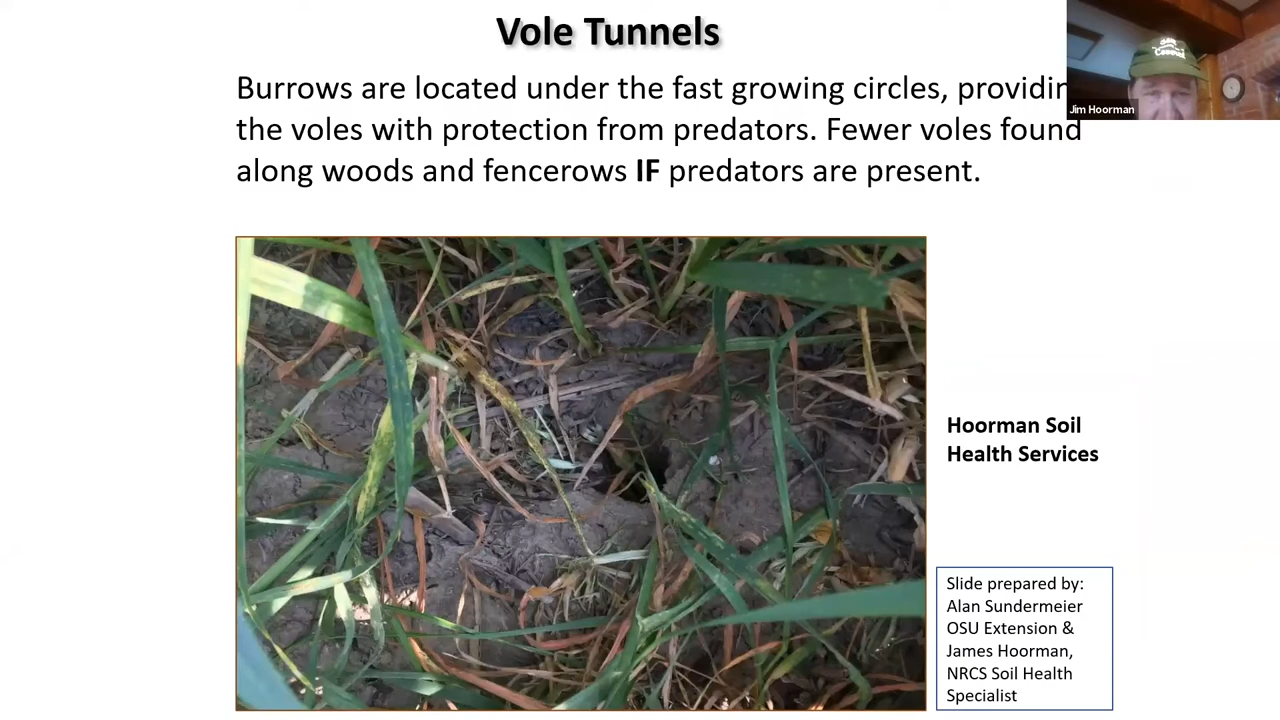 Vole Tunnels
Burrows are located under the fast growing circles,
the voles with protection from predators. Fewer voles found
along woods and fencerows IF predators are present.
Jim Hoorman
Hoorman Soil
Health Services
Slide prepared by:
Alan Sundermeier
OSU Extension &
James Hoorman,
NRCS Soil Health
Specialist